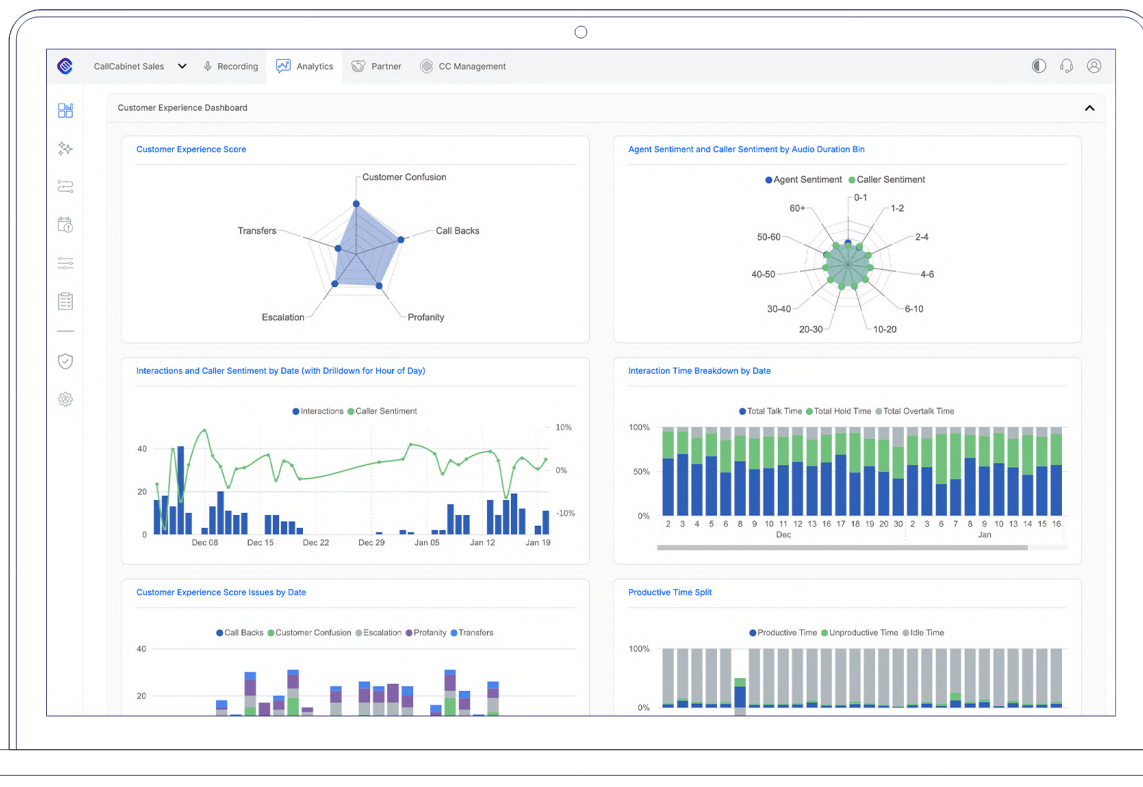 CallCabinet Sales Recording Analytics Partner CC Management
Customer Experience Dashboard
Customer Experience Score
Customer Confusion
Transfers
Call Backs
Escalation
Profanity
Agent Sentiment and Caller Sentiment by Audio Duration Bin
Agent Sentiment Caller Sentiment
0-1
60+
1-2
50-60
2-4
40-50
4-6
30-40
6-10
20-30
10-20
Interactions and Caller Sentiment by Date (with Drilldown for Hour of Day)
Interactions Caller Sentiment
10%
40
0%
20
-10%
0
Dec 08 Dec 15 Dec 22 Dec 29 Jan 05 Jan 12 Jan 19
Interaction Time Breakdown by Date
Total Talk Time Total Hold Time Total Overtalk Time
100%
50%
0%
2 3 4 5 6 8 9 10 11 12 13 16 17 18 19 20 30 2 3 6 7 8 9 10 13 14 15 16
Dec Jan
Customer Experience Score Issues by Date
Call Backs Customer Confusion Escalation Profanity Transfers
40
20
Productive Time Split
Productive Time Unproductive Time Idle Time
100%
0%